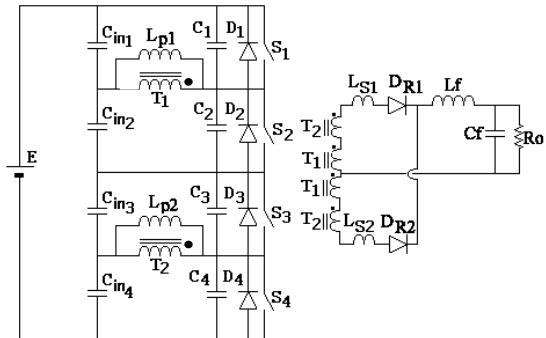 E
Cin1
Lp1
T1
C1
D1
S1
Cin2
C2
D2
S2
Cin3
Lp2
T2
C3
D3
S3
Cin4
C4
D4
S4
LS1
DR1
Lf
T2
T1
T1
T2
Cf
Ro
LS2
DR2